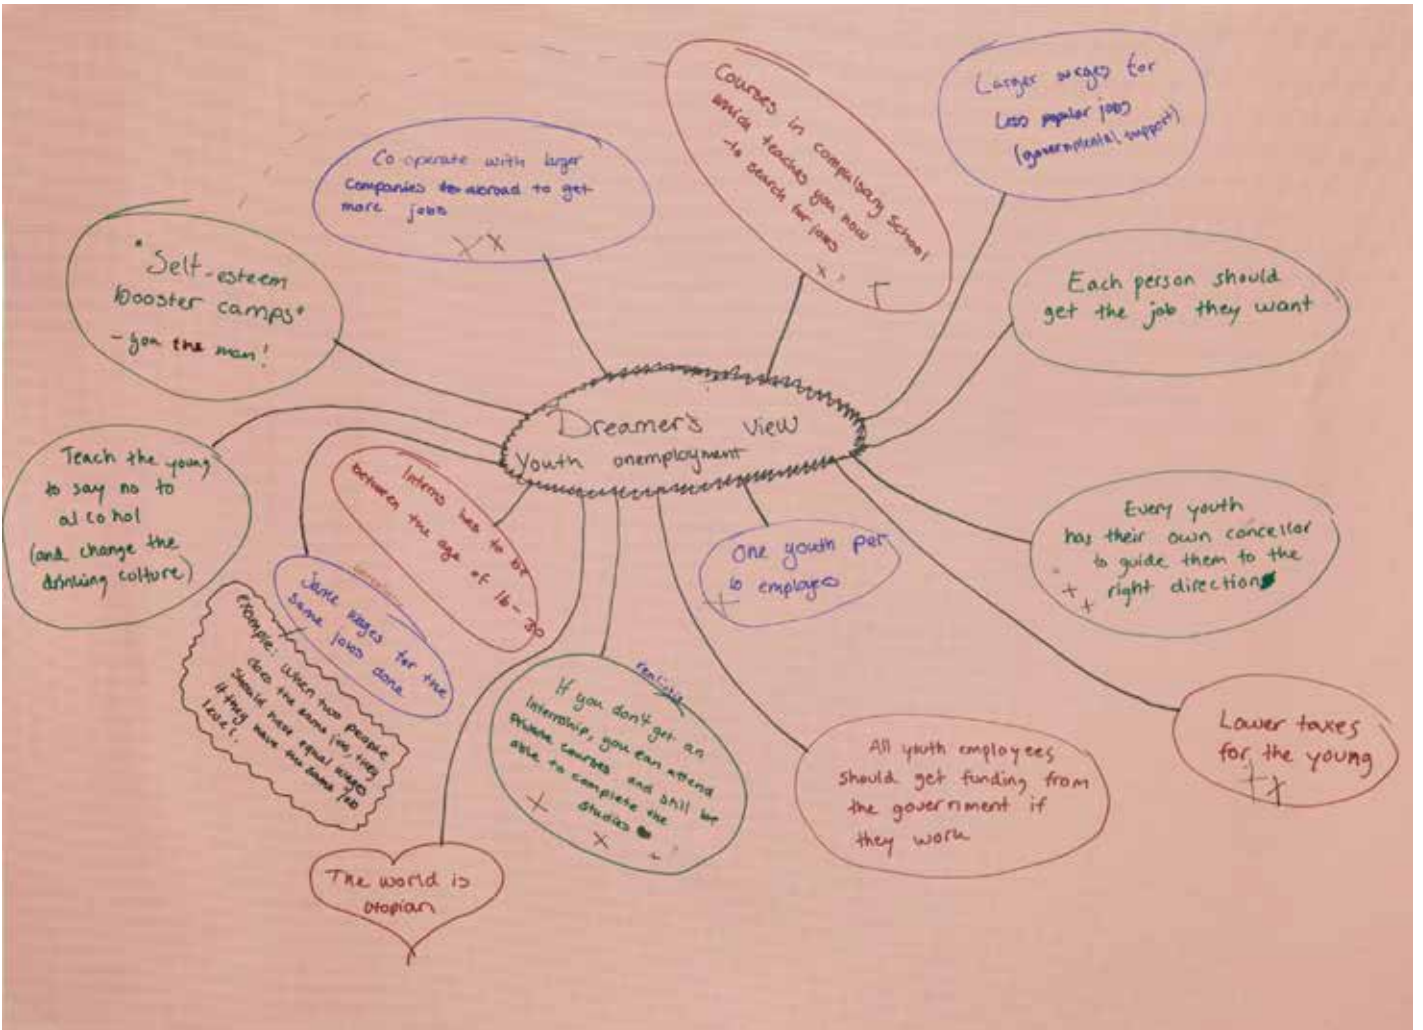 Dreamer's view
Youth onemployment
Co operate with larger
companies to abroad to get
more jobs
Courses in compulsary school
which teaches you how
to search for jobs
Larger wages for
less popular jobs
(governmental support)
Each person should
get the job they want
Every youth
has their own concellor
to guide them to the
right direction
Lower taxes
for the young
One youth per
10 employees
All youth employees
should get funding from
the government if
they work
realistic
If you don't get an
internship, you can attend
private courses and still be
able to complete the
studies
The world is
utopian
Interns has to be
between the age of 16-30
Same wages for the
same jobs done
example: when two people
does the same job, they
should have equal wages
if they have the same job
level.
Teach the young
to say no to
alcohol
(and change the
drinking culture)
"Self-esteem
booster camps"
- you the man!